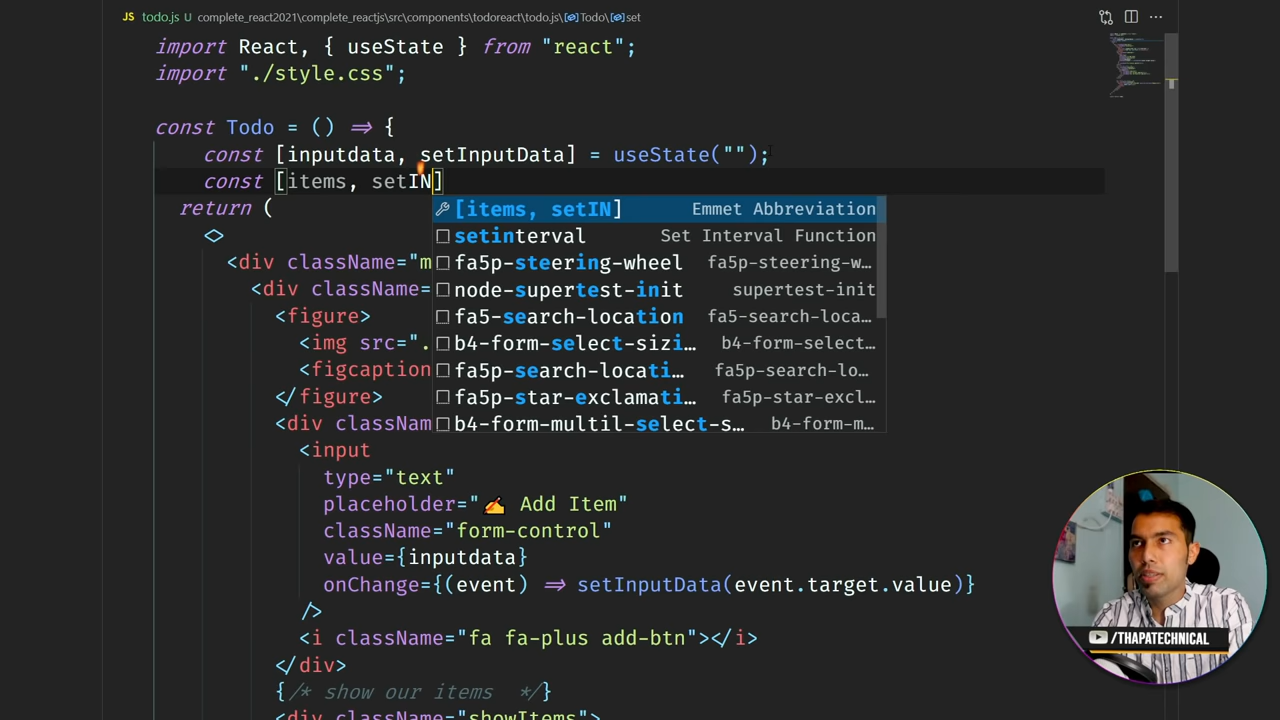 JS todo.js U complete_react2021\complete_reactjs\src\components\todoreact\todo.js\Todo\set
import React, { useState } from "react";
import "./style.css";
const Todo = () => {
const [inputdata, setInputData] = useState("");
const [items, setIN]
return (
[items, setIN] Emmet Abbreviation
<>
setinterval Set Interval Function
<div className="m
fa5p-steering-wheel fa5p-steering-w…
<div className=
node-supertest-init supertest-init
<figure>
fa5-search-location fa5p-search-loca…
<img src=".
b4-form-select-sizi… b4-form-select…
<figcaption
fa5p-search-locati… fa5p-search-lo…
</figure>
fa5p-star-exclamati… fa5p-star-excl…
<div classNam
b4-form-multil-select-s… b4-form-m…
<input
type="text"
placeholder="✍ Add Item"
className="form-control"
value={inputdata}
onChange={(event) => setInputData(event.target.value)}
/>
<i className="fa fa-plus add-btn"></i>
</div>
{/* show our items */}
<div className="showItems">
/THAPATECHNICAL